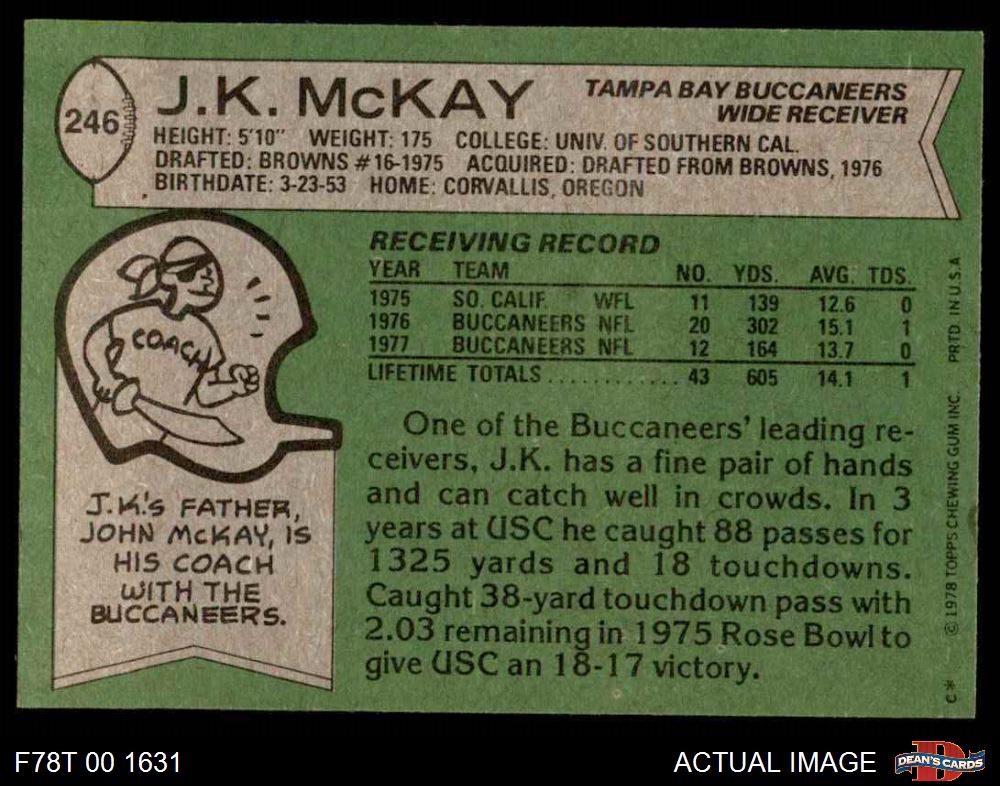 246
J.K. McKAY
TAMPA BAY BUCCANEERS
WIDE RECEIVER
HEIGHT: 5'10" WEIGHT: 175 COLLEGE: UNIV. OF SOUTHERN CAL.
DRAFTED: BROWNS #16-1975 ACQUIRED: DRAFTED FROM BROWNS, 1976
BIRTHDATE: 3-23-53 HOME: CORVALLIS, OREGON
COACH
J.K.'S FATHER,
JOHN McKAY, IS
HIS COACH
WITH THE
BUCCANEERS.
RECEIVING RECORD
YEAR TEAM NO. YDS. AVG. TDS.
1975 SO. CALIF. WFL 11 139 12.6 0
1976 BUCCANEERS NFL 20 302 15.1 1
1977 BUCCANEERS NFL 12 164 13.7 0
LIFETIME TOTALS............ 43 605 14.1 1
One of the Buccaneers' leading re-
ceivers, J.K. has a fine pair of hands
and can catch well in crowds. In 3
years at USC he caught 88 passes for
1325 yards and 18 touchdowns.
Caught 38-yard touchdown pass with
2.03 remaining in 1975 Rose Bowl to
give USC an 18-17 victory.
C* © 1978 TOPPS CHEWING GUM INC. PRTD. IN U.S.A
F78T 00 1631
ACTUAL IMAGE
DEAN'S CARDS